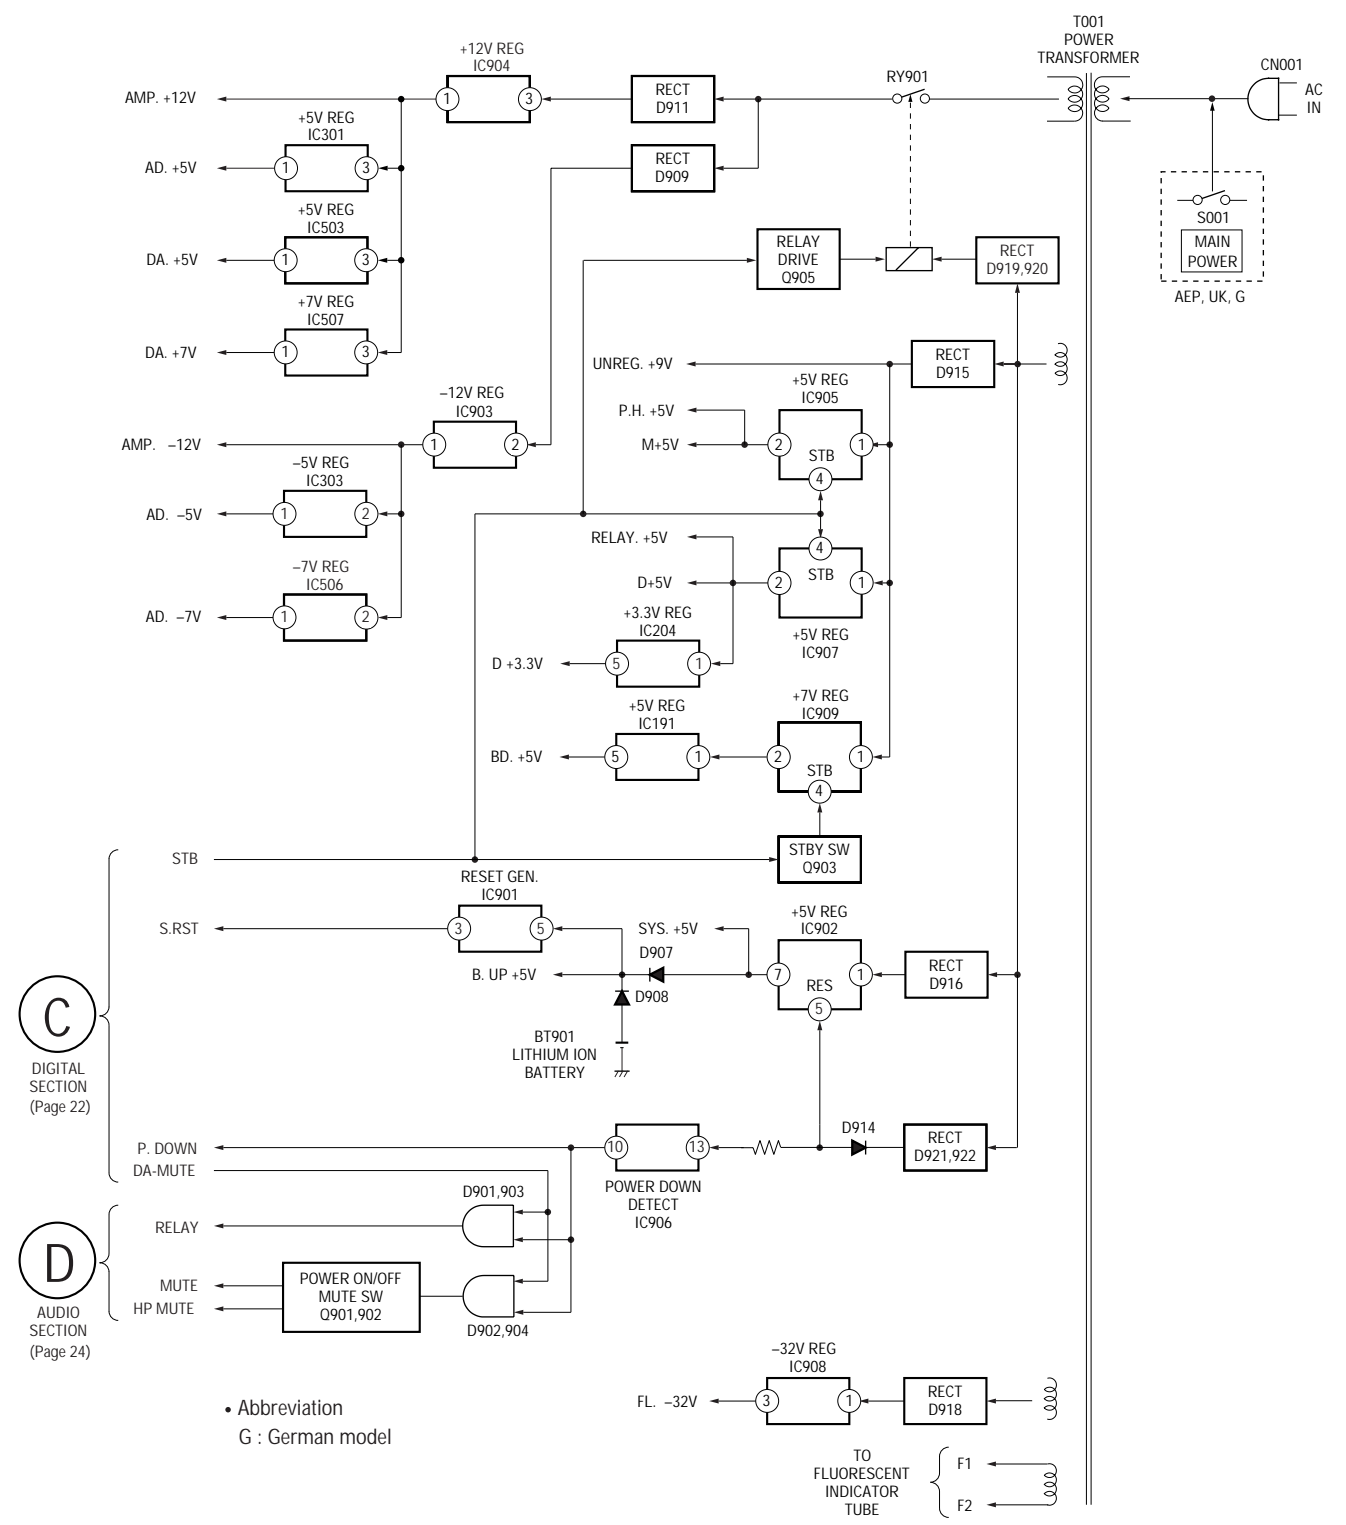 T001
POWER
TRANSFORMER
CN001
AC
IN
RY901
+12V REG
IC904
AMP. +12V
1
3
RECT
D911
+5V REG
IC301
AD. +5V
1
3
RECT
D909
S001
MAIN
POWER
AEP, UK, G
+5V REG
IC503
DA. +5V
1
3
RELAY
DRIVE
Q905
RECT
D919,920
+7V REG
IC507
DA. +7V
1
3
UNREG. +9V
RECT
D915
–12V REG
IC903
AMP. –12V
1
2
+5V REG
IC905
P.H. +5V
M+5V
2
1
STB
4
–5V REG
IC303
AD. –5V
1
2
RELAY. +5V
D+5V
4
STB
2
1
+5V REG
IC907
–7V REG
IC506
AD. –7V
1
2
+3.3V REG
IC204
D +3.3V
5
1
+5V REG
IC191
BD. +5V
5
1
+7V REG
IC909
2
1
STB
4
STB
STBY SW
Q903
RESET GEN.
IC901
S.RST
3
5
SYS. +5V
D907
B. UP +5V
D908
+5V REG
IC902
7
1
RES
5
RECT
D916
BT901
LITHIUM ION
BATTERY
C
DIGITAL
SECTION
(Page 22)
P. DOWN
DA-MUTE
10
13
POWER DOWN
DETECT
IC906
D914
RECT
D921,922
D901,903
RELAY
D
AUDIO
SECTION
(Page 24)
MUTE
HP MUTE
POWER ON/OFF
MUTE SW
Q901,902
D902,904
–32V REG
IC908
FL. –32V
3
1
RECT
D918
• Abbreviation
G : German model
TO
FLUORESCENT
INDICATOR
TUBE
F1
F2